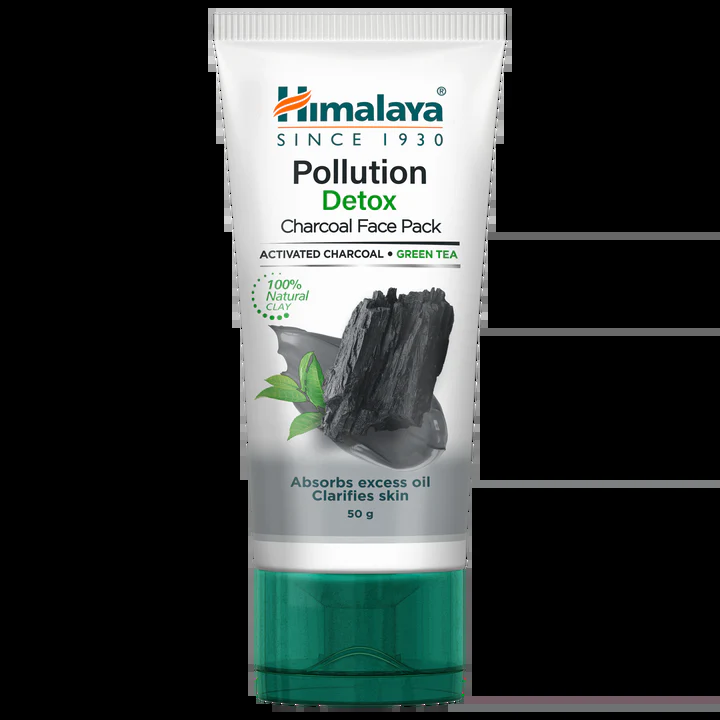 Himalaya®
SINCE 1930
Pollution
Detox
Charcoal Face Pack
ACTIVATED CHARCOAL • GREEN TEA
100%
Natural
CLAY
Absorbs excess oil
Clarifies skin
50 g